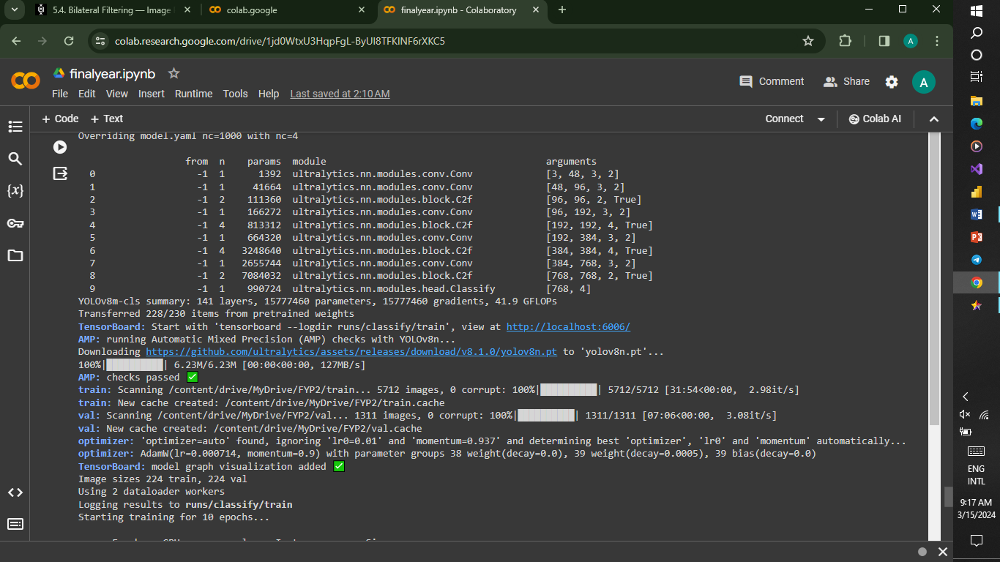 5.4. Bilateral Filtering — Image
colab.google
finalyear.ipynb - Colaboratory
colab.research.google.com/drive/1jd0WtxU3HqpFgL-ByUI8TFKINF6rXKC5
A
finalyear.ipynb
Comment
Share
A
File Edit View Insert Runtime Tools Help Last saved at 2:10 AM
+ Code + Text
Connect
Colab AI
Overriding model.yaml nc=1000 with nc=4
from n params module arguments
0 -1 1 1392 ultralytics.nn.modules.conv.Conv [3, 48, 3, 2]
1 -1 1 41664 ultralytics.nn.modules.conv.Conv [48, 96, 3, 2]
2 -1 2 111360 ultralytics.nn.modules.block.C2f [96, 96, 2, True]
3 -1 1 166272 ultralytics.nn.modules.conv.Conv [96, 192, 3, 2]
4 -1 4 813312 ultralytics.nn.modules.block.C2f [192, 192, 4, True]
5 -1 1 664320 ultralytics.nn.modules.conv.Conv [192, 384, 3, 2]
6 -1 4 3248640 ultralytics.nn.modules.block.C2f [384, 384, 4, True]
7 -1 1 2655744 ultralytics.nn.modules.conv.Conv [384, 768, 3, 2]
8 -1 2 7084032 ultralytics.nn.modules.block.C2f [768, 768, 2, True]
9 -1 1 990724 ultralytics.nn.modules.head.Classify [768, 4]
YOLOv8m-cls summary: 141 layers, 15777460 parameters, 15777460 gradients, 41.9 GFLOPs
Transferred 228/230 items from pretrained weights
TensorBoard: Start with 'tensorboard --logdir runs/classify/train', view at http://localhost:6006/
AMP: running Automatic Mixed Precision (AMP) checks with YOLOv8n...
Downloading https://github.com/ultralytics/assets/releases/download/v8.1.0/yolov8n.pt to 'yolov8n.pt'...
100%|██████████| 6.23M/6.23M [00:00<00:00, 127MB/s]
AMP: checks passed ✅
train: Scanning /content/drive/MyDrive/FYP2/train... 5712 images, 0 corrupt: 100%|██████████| 5712/5712 [31:54<00:00, 2.98it/s]
train: New cache created: /content/drive/MyDrive/FYP2/train.cache
val: Scanning /content/drive/MyDrive/FYP2/val... 1311 images, 0 corrupt: 100%|██████████| 1311/1311 [07:06<00:00, 3.08it/s]
val: New cache created: /content/drive/MyDrive/FYP2/val.cache
optimizer: 'optimizer=auto' found, ignoring 'lr0=0.01' and 'momentum=0.937' and determining best 'optimizer', 'lr0' and 'momentum' automatically...
optimizer: AdamW(lr=0.000714, momentum=0.9) with parameter groups 38 weight(decay=0.0), 39 weight(decay=0.0005), 39 bias(decay=0.0)
TensorBoard: model graph visualization added ✅
Image sizes 224 train, 224 val
Using 2 dataloader workers
Logging results to runs/classify/train
Starting training for 10 epochs...
ENG
INTL
9:17 AM
3/15/2024